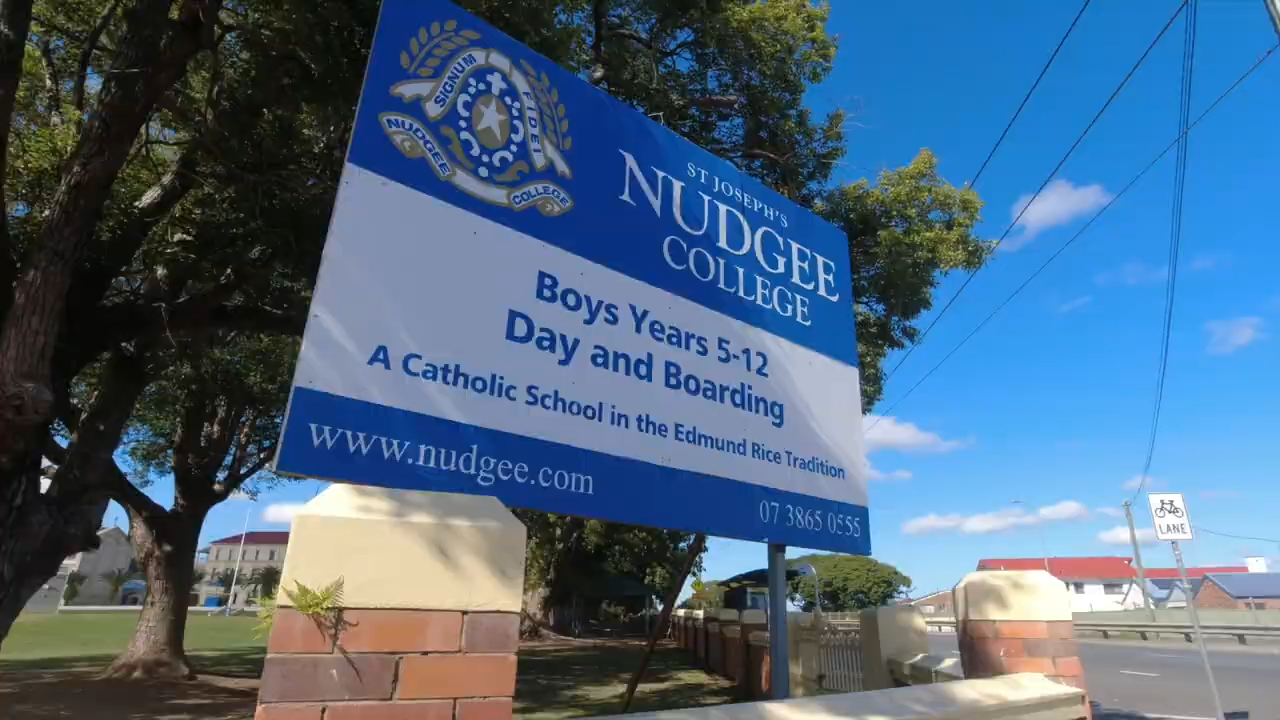 SIGNUM FIDEI
NUDGEE COLLEGE
ST JOSEPH'S
NUDGEE
COLLEGE
Boys Years 5-12
Day and Boarding
A Catholic School in the Edmund Rice Tradition
www.nudgee.com
07 3865 0555
LANE